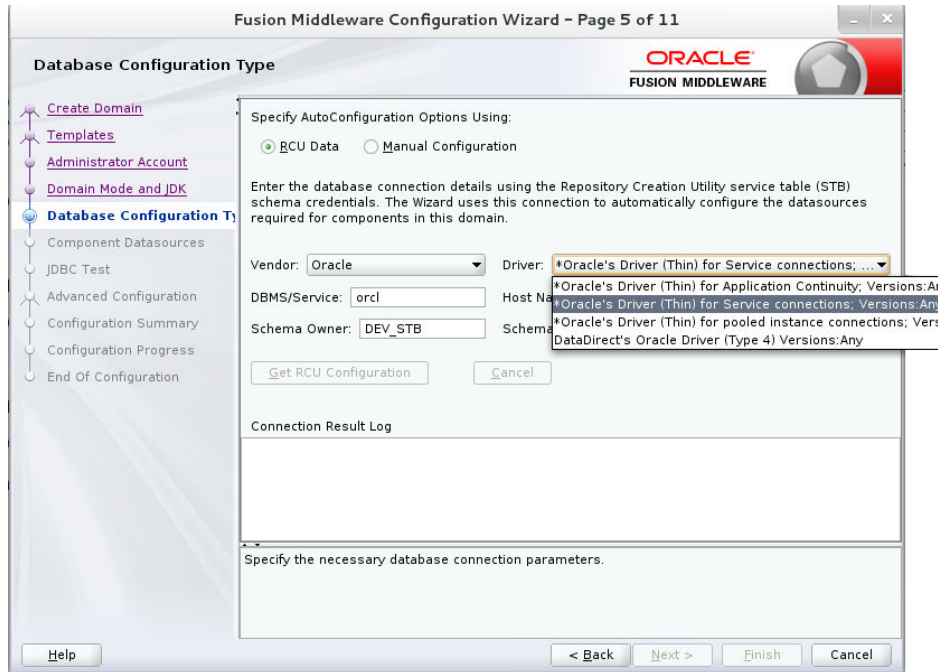 Fusion Middleware Configuration Wizard – Page 5 of 11
Database Configuration Type
ORACLE
FUSION MIDDLEWARE
Create Domain
Templates
Administrator Account
Domain Mode and JDK
Database Configuration Ty
Component Datasources
JDBC Test
Advanced Configuration
Configuration Summary
Configuration Progress
End Of Configuration
Specify AutoConfiguration Options Using:
RCU Data Manual Configuration
Enter the database connection details using the Repository Creation Utility service table (STB)
schema credentials. The Wizard uses this connection to automatically configure the datasources
required for components in this domain.
Vendor: Oracle Driver: *Oracle's Driver (Thin) for Service connections; ...
*Oracle's Driver (Thin) for Application Continuity; Versions:
DBMS/Service: orcl Host
*Oracle's Driver (Thin) for Service connections; Versions:Any
*Oracle's Driver (Thin) for pooled instance connections;
Schema Owner: DEV_STB Schema
DataDirect's Oracle Driver (Type 4) Versions:Any
Get RCU Configuration Cancel
Connection Result Log
Specify the necessary database connection parameters.
Help < Back Next > Finish Cancel